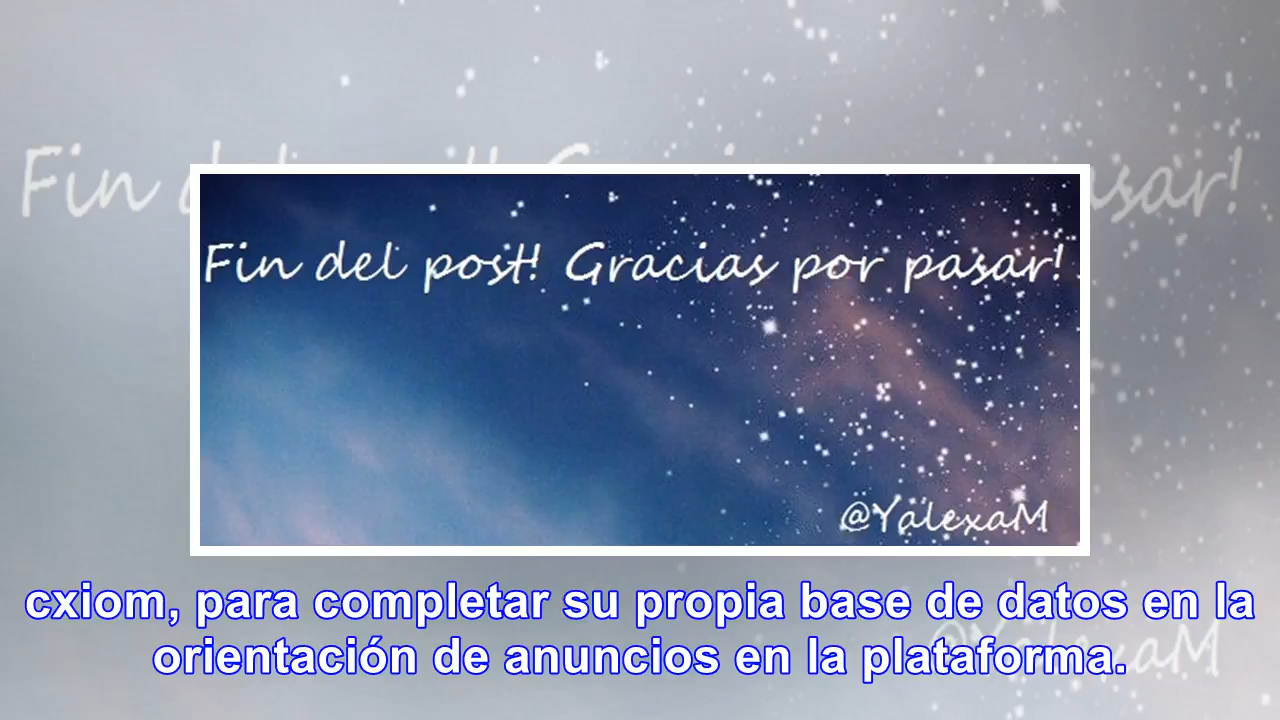 Fin del post! Gracias por pasar!
@YalexaM
cxiom, para completar su propia base de datos en la
orientación de anuncios en la plataforma.